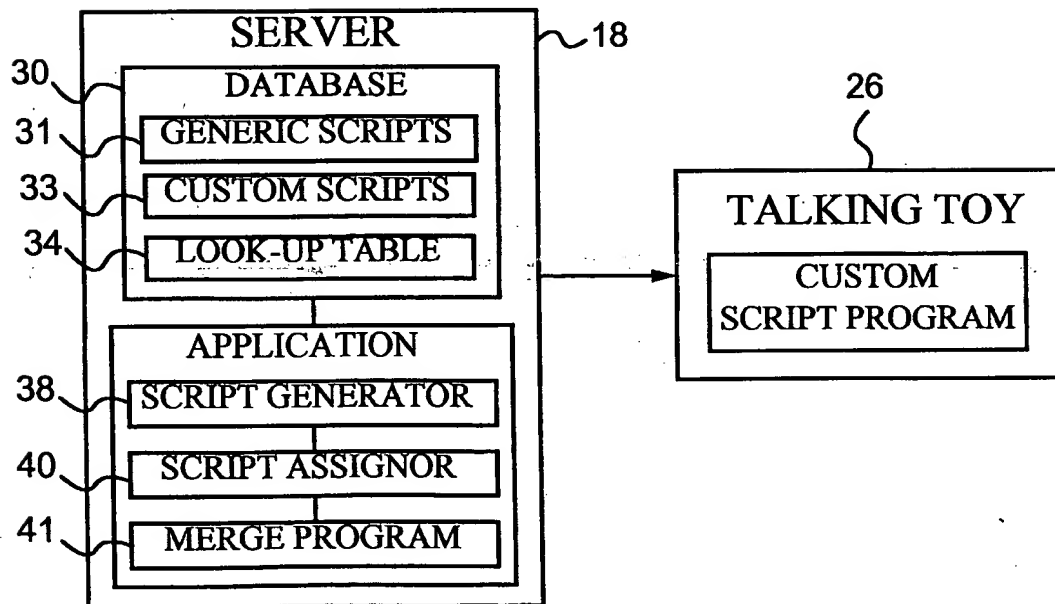 SERVER
18
30
DATABASE
31
GENERIC SCRIPTS
33
CUSTOM SCRIPTS
34
LOOK-UP TABLE
APPLICATION
38
SCRIPT GENERATOR
40
SCRIPT ASSIGNOR
41
MERGE PROGRAM
26
TALKING TOY
CUSTOM
SCRIPT PROGRAM